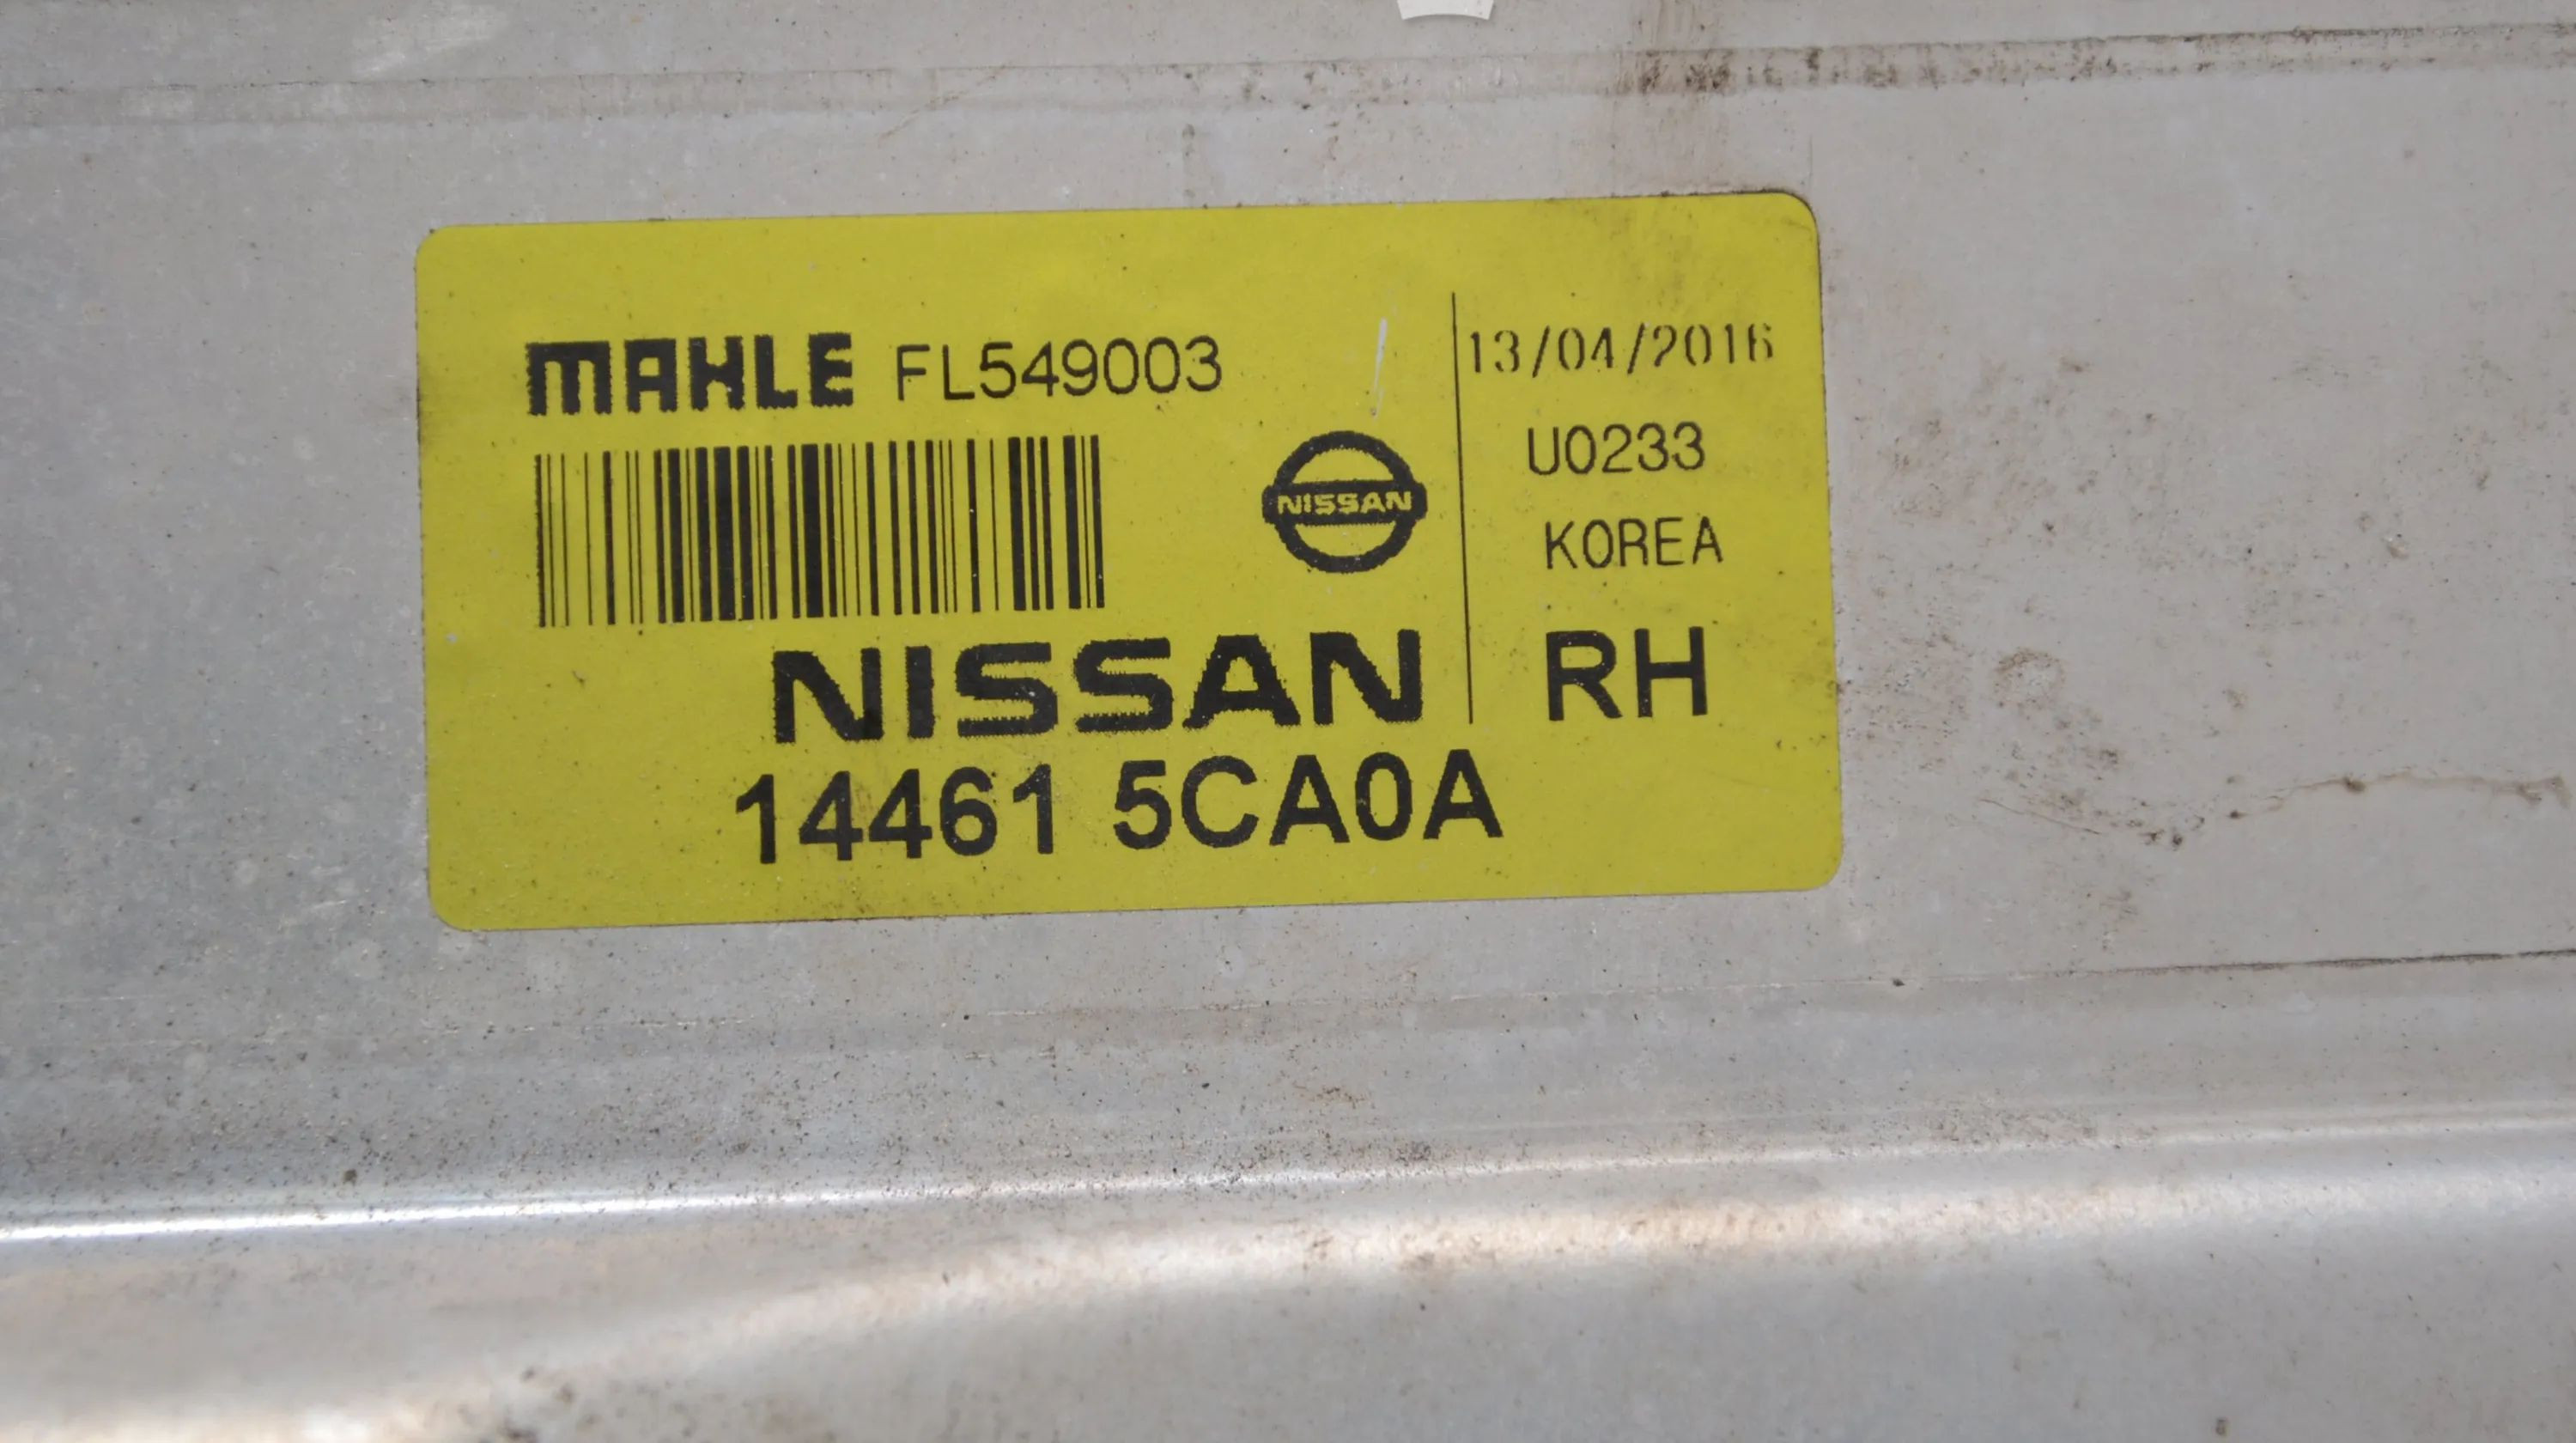 MAHLE FL549003
NISSAN
NISSAN
14461 5CA0A
13/04/2016
U0233
KOREA
RH